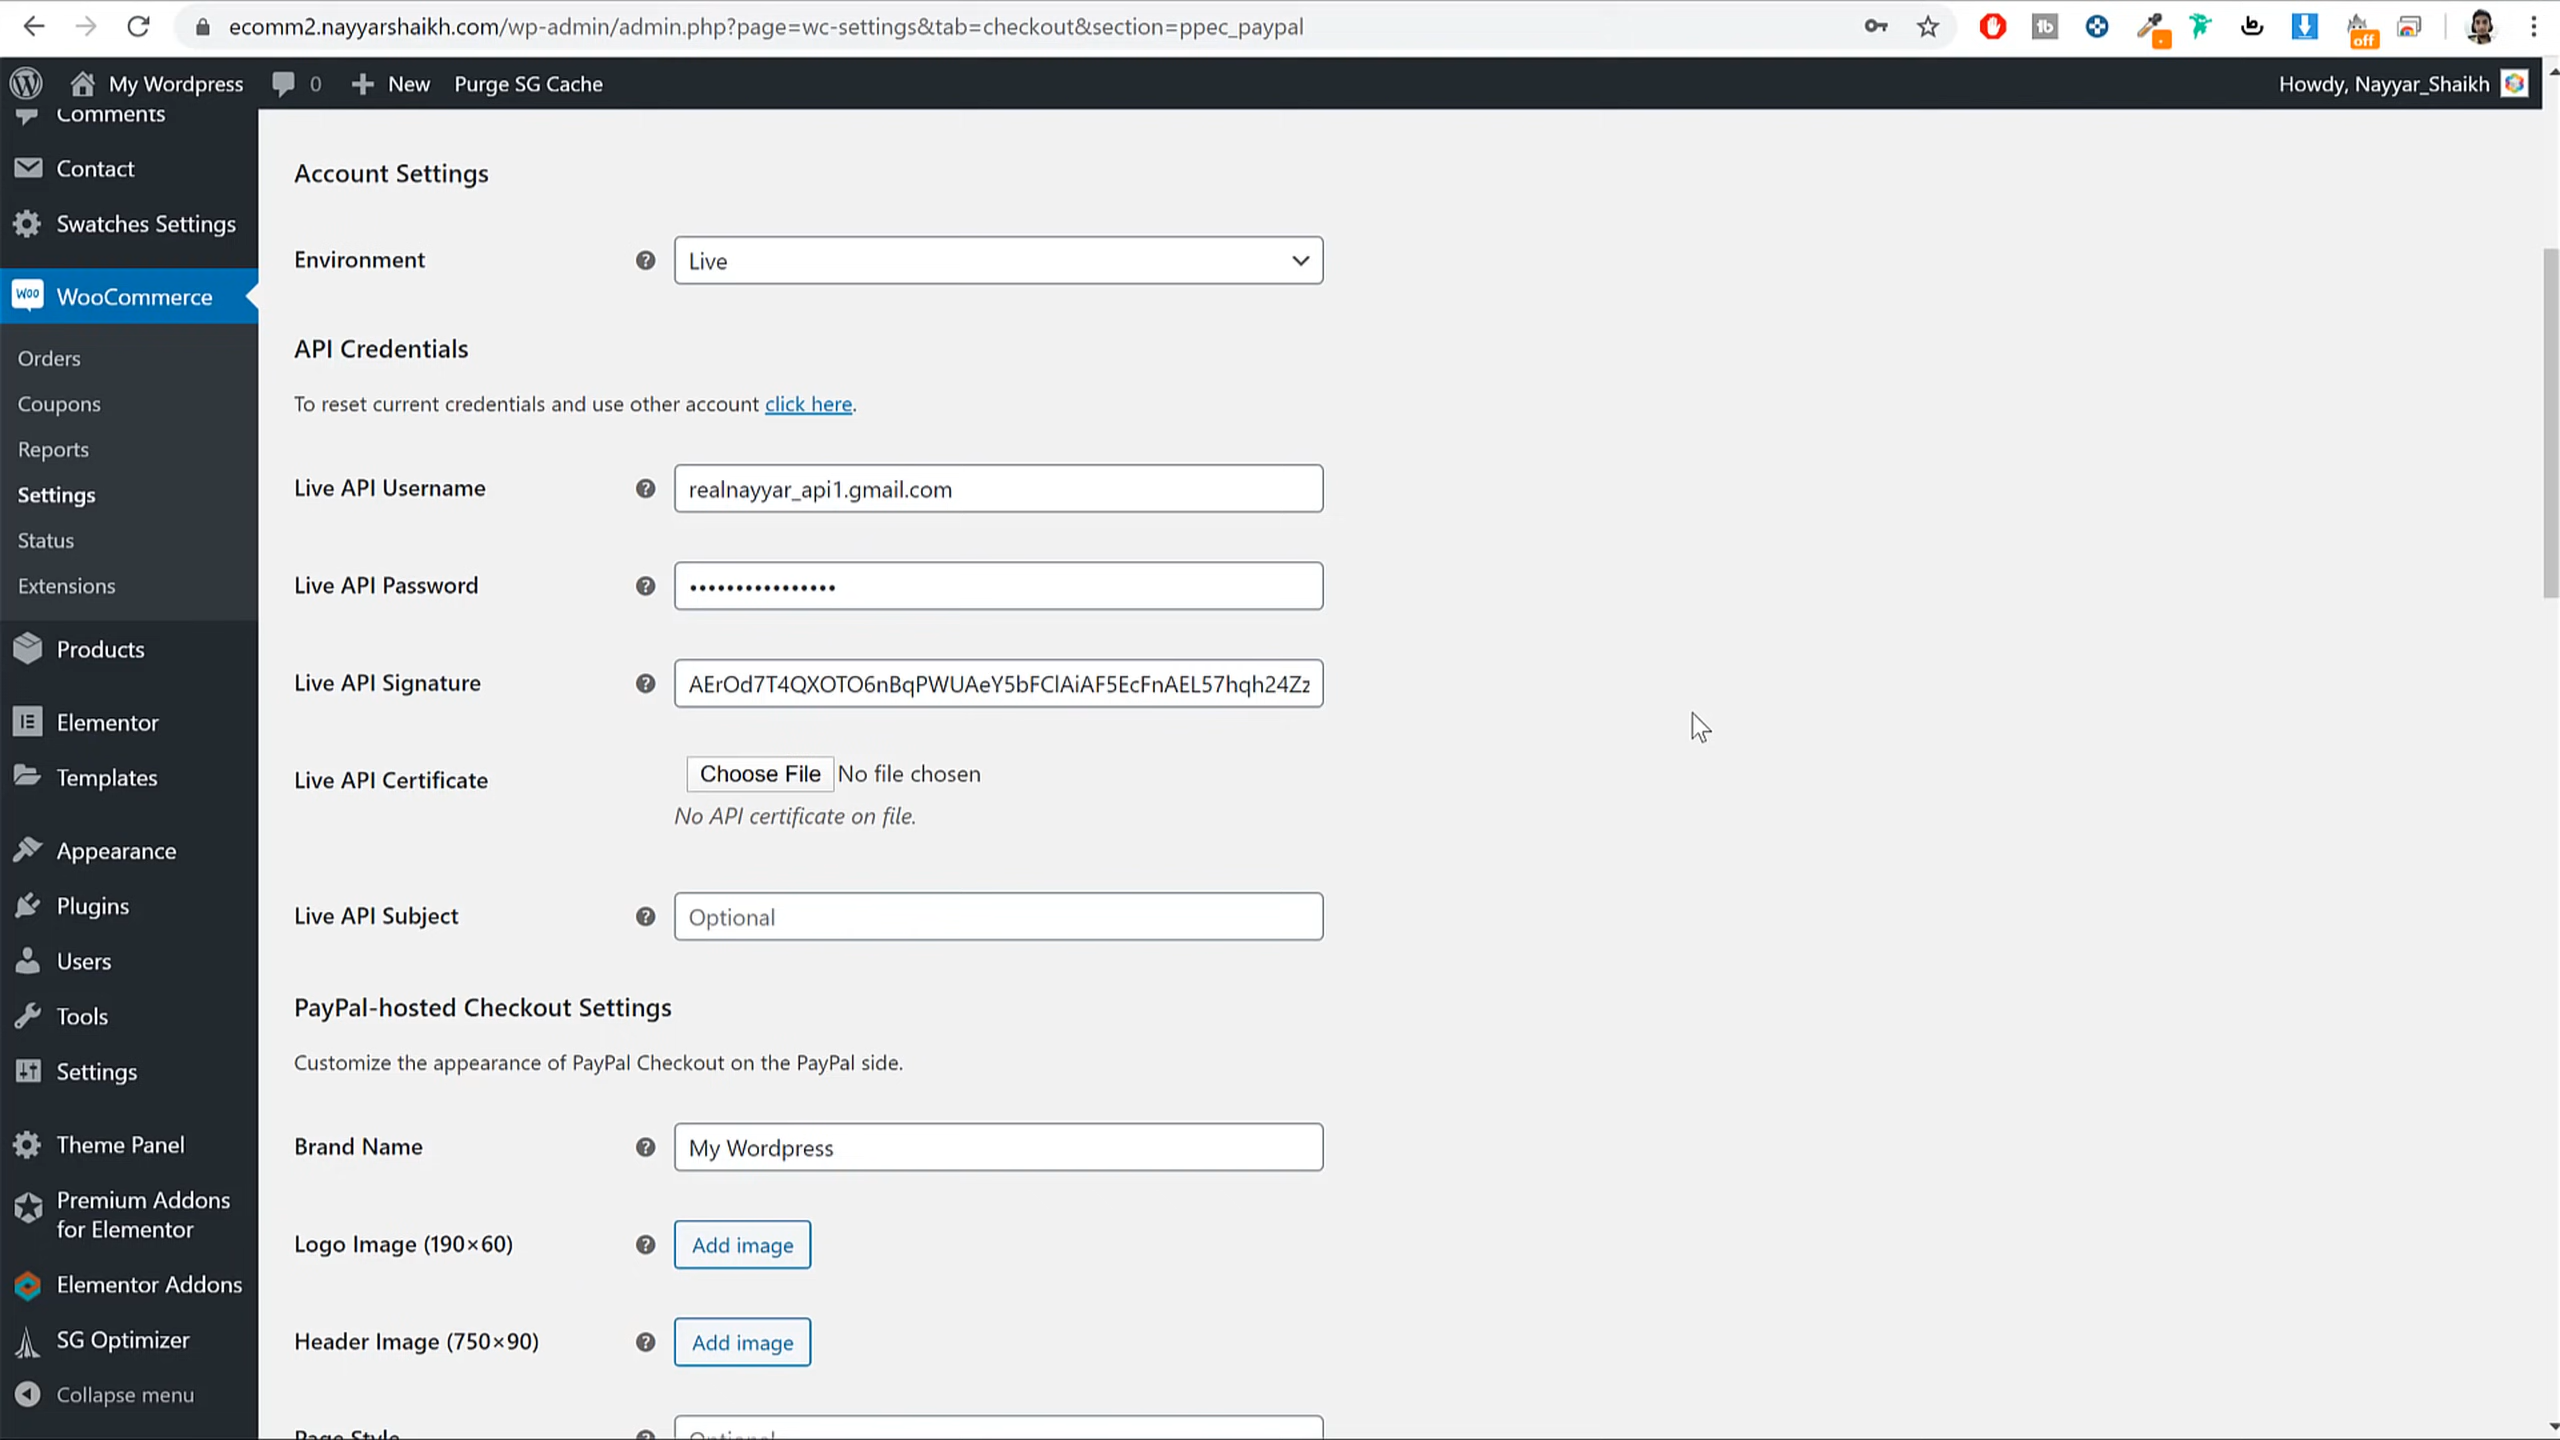 ecomm2.nayyarshaikh.com/wp-admin/admin.php?page=wc-settings&tab=checkout&section=ppec_paypal
off
My Wordpress
0
New
Purge SG Cache
Howdy, Nayyar_Shaikh
Comments
Contact
Swatches Settings
Woo
WooCommerce
Orders
Coupons
Reports
Settings
Status
Extensions
Products
Elementor
Templates
Appearance
Plugins
Users
Tools
Settings
Theme Panel
Premium Addons
for Elementor
Elementor Addons
SG Optimizer
Collapse menu
Account Settings
Environment
Live
API Credentials
To reset current credentials and use other account click here.
Live API Username
realnayyar_api1.gmail.com
Live API Password
••••••••••••••••
Live API Signature
AErOd7T4QXOTO6nBqPWUAeY5bFClAiAF5EcFnAEL57hqh24Zz
Live API Certificate
Choose File No file chosen
No API certificate on file.
Live API Subject
Optional
PayPal-hosted Checkout Settings
Customize the appearance of PayPal Checkout on the PayPal side.
Brand Name
My Wordpress
Logo Image (190×60)
Add image
Header Image (750×90)
Add image
Page Style
Optional